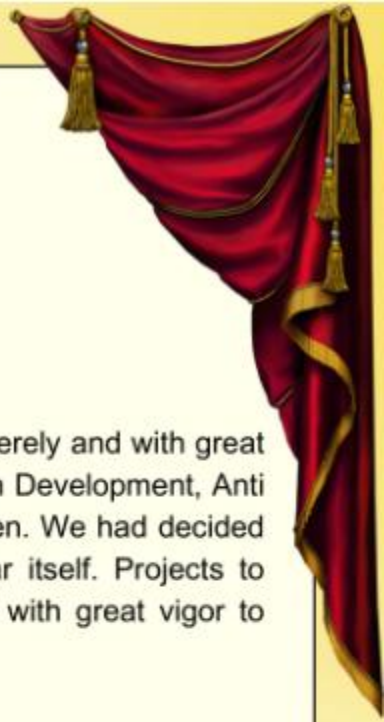 erely and with great
Development, Anti
en. We had decided
r itself. Projects to
with great vigor to